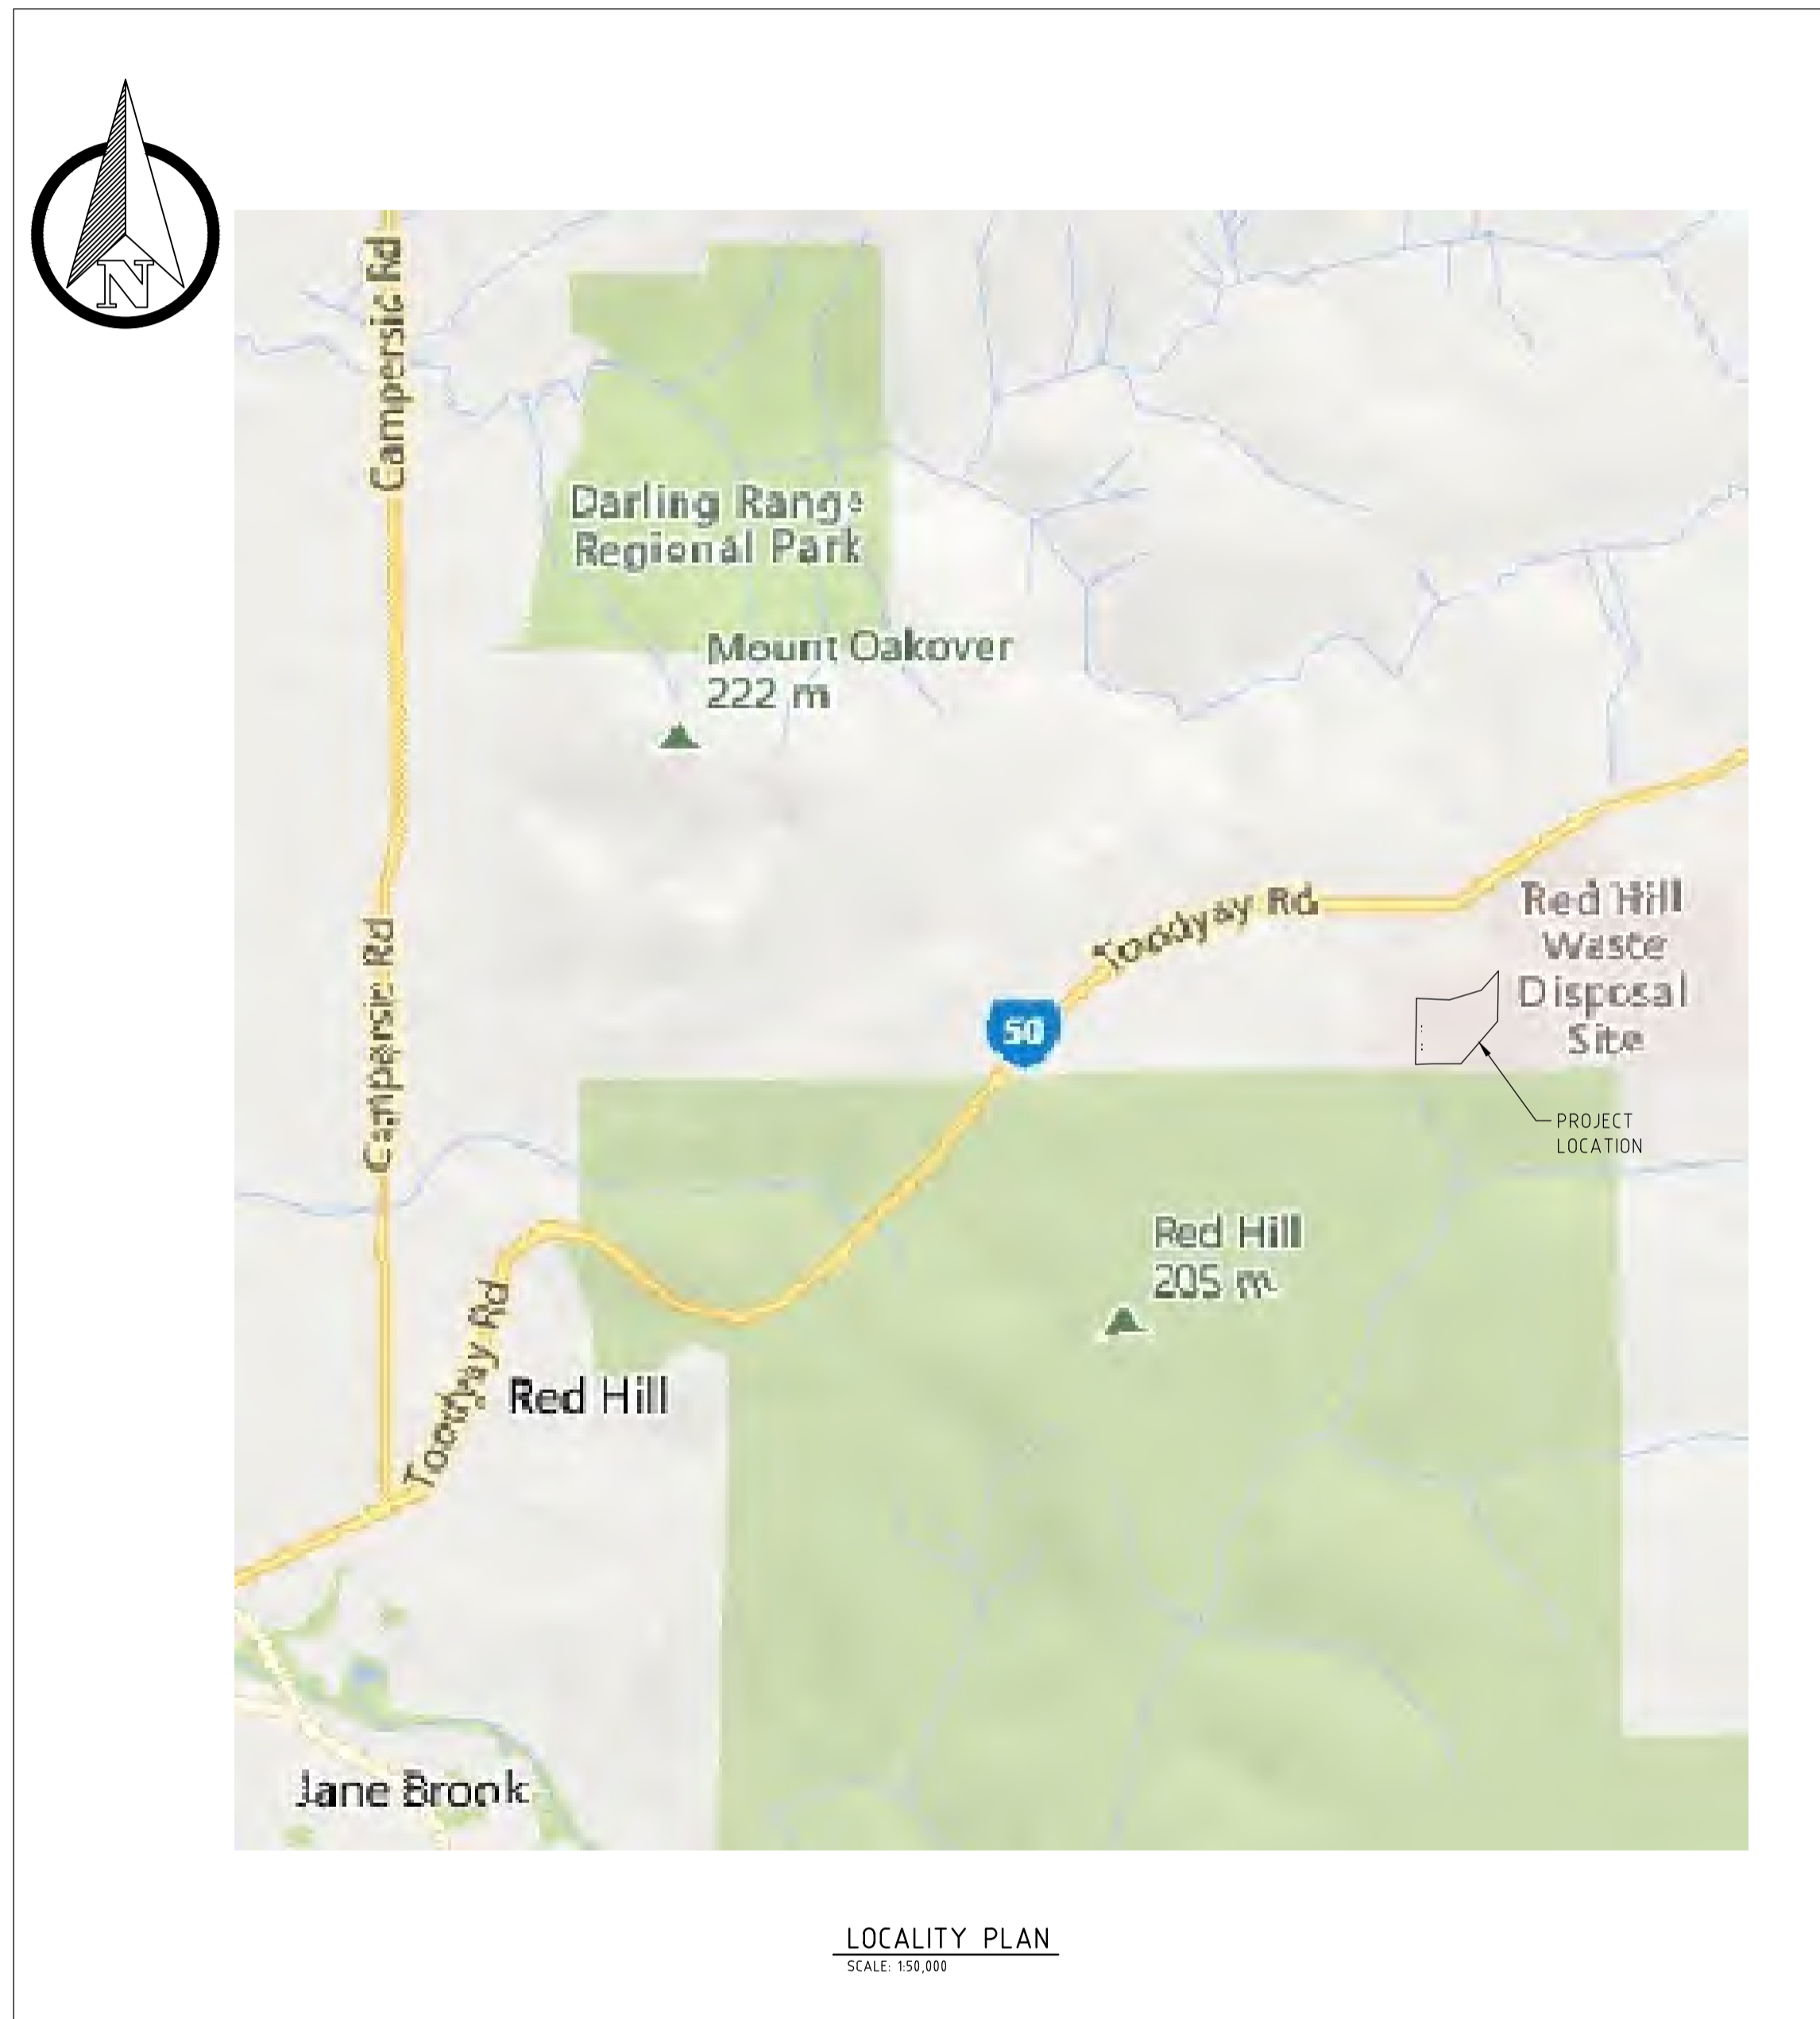 N
Campersic Rd
Darling Range
Regional Park
Mount Oakover
222 m
Toodyay Rd
Red Hill
Waste
Disposal
Site
Campersic Rd
50
PROJECT
LOCATION
Red Hill
205 m
Toodyay Rd
Red Hill
Jane Brook
LOCALITY PLAN
SCALE: 1:50,000